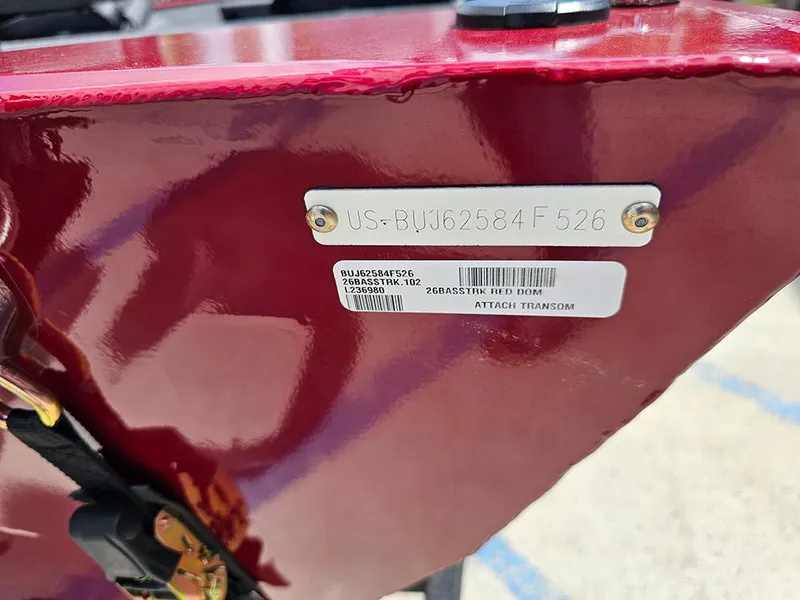 US-BUJ62584F526
BUJ62584F526
26BASSTRK.102
L236980
26BASSTRK RED DOM
ATTACH TRANSOM